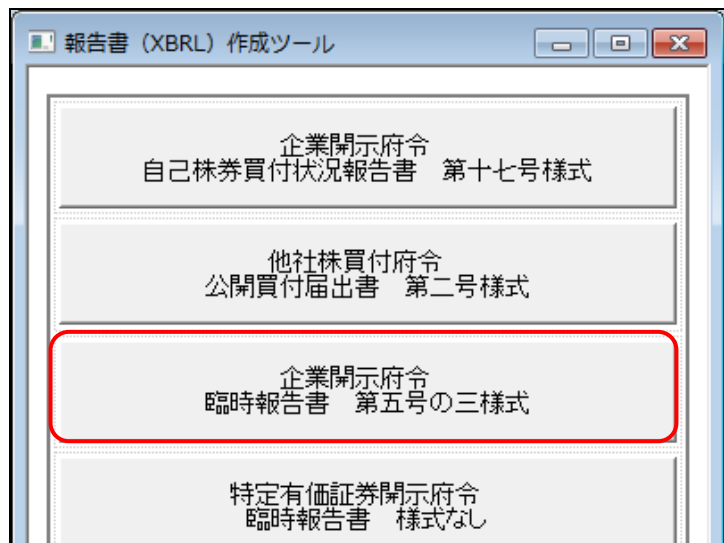 報告書（XBRL）作成ツール
企業開示府令
自己株券買付状況報告書　第十七号様式
他社株買付府令
公開買付届出書　第二号様式
企業開示府令
臨時報告書　第五号の三様式
特定有価証券開示府令
臨時報告書　様式なし